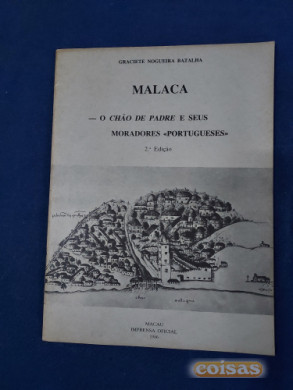 GRACIETE NOGUEIRA BATALHA
MALACA
— O CHÃO DE PADRE E SEUS
MORADORES «PORTUGUESES»
2.ª Edição
MACAU
IMPRENSA OFICIAL
coisas